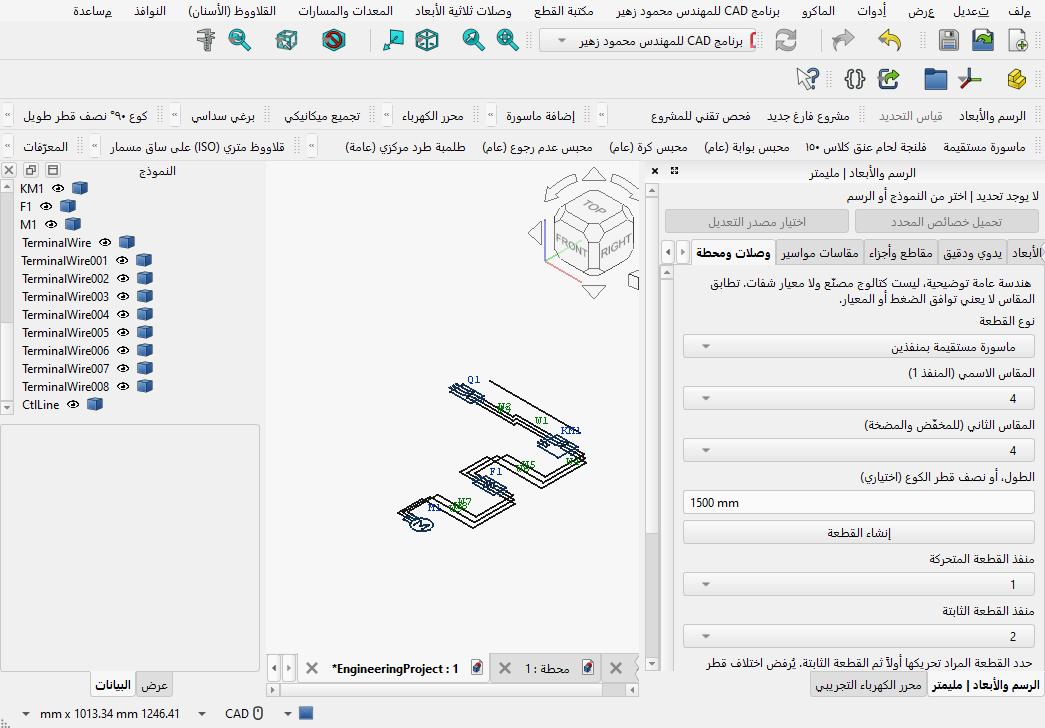 ملف تعديل عرض أدوات الماكرو برنامج CAD للمهندس محمود زهير مكتبة القطع وصلات ثلاثية الأبعاد المعدات والمسارات القلاووظ (الأسنان) النوافذ مساعدة
برنامج CAD للمهندس محمود زهير
الرسم والأبعاد قياس التحديد مشروع فارغ جديد فحص تقني للمشروع إضافة ماسورة محرر الكهرباء تجميع ميكانيكي برغي سداسي كوع ٩٠° نصف قطر طويل
ماسورة مستقيمة فلنجة لحام عنق كلاس ١٥٠ محبس بوابة (عام) محبس كرة (عام) محبس عدم رجوع (عام) طلمبة طرد مركزي (عامة) قلاووظ متري (ISO) على ساق مسمار المعرّفات
الرسم والأبعاد | مليمتر
لا يوجد تحديد | اختر من النموذج أو الرسم
تحميل خصائص المحدد
اختيار مصدر التعديل
الأبعاد يدوي ودقيق مقاطع وأجزاء مقاسات مواسير وصلات ومحطة
هندسة عامة توضيحية، ليست كتالوج مصنّع ولا معيار شفات. تطابق
المقاس لا يعني توافق الضغط أو المعيار.
نوع القطعة
ماسورة مستقيمة بمنفذين
المقاس الاسمي (المنفذ 1)
4
المقاس الثاني (للمخفّض والمضخة)
4
الطول، أو نصف قطر الكوع (اختياري)
1500 mm
إنشاء القطعة
منفذ القطعة المتحركة
1
منفذ القطعة الثابتة
2
حدد القطعة المراد تحريكها أولاً ثم القطعة الثابتة. يُرفض اختلاف قطر
الرسم والأبعاد | مليمتر
محرر الكهرباء التجريبي
TOP
FRONT
RIGHT
Q1
W1
KM1
F1
W7
M1
M
محطة : 1
EngineeringProject : 1*
النموذج
KM1
F1
M1
TerminalWire
TerminalWire001
TerminalWire002
TerminalWire003
TerminalWire004
TerminalWire005
TerminalWire006
TerminalWire007
TerminalWire008
CtlLine
عرض
البيانات
CAD
1246.41 mm x 1013.34 mm